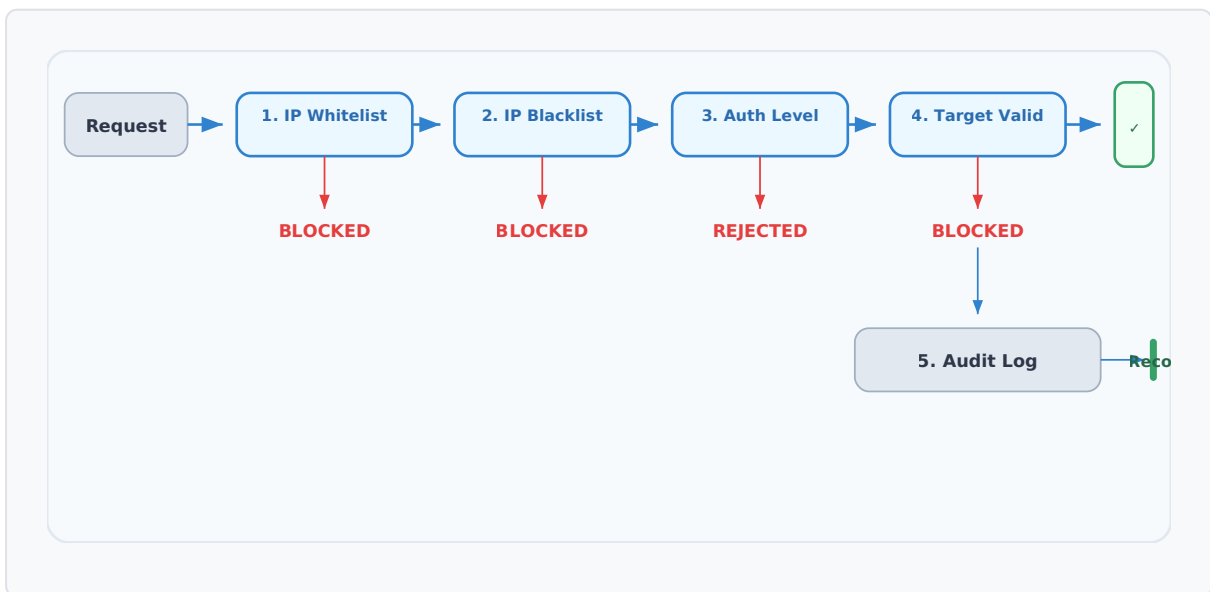 Request
1. IP Whitelist
2. IP Blacklist
3. Auth Level
4. Target Valid
✓
BLOCKED
BLOCKED
REJECTED
BLOCKED
5. Audit Log
Reco